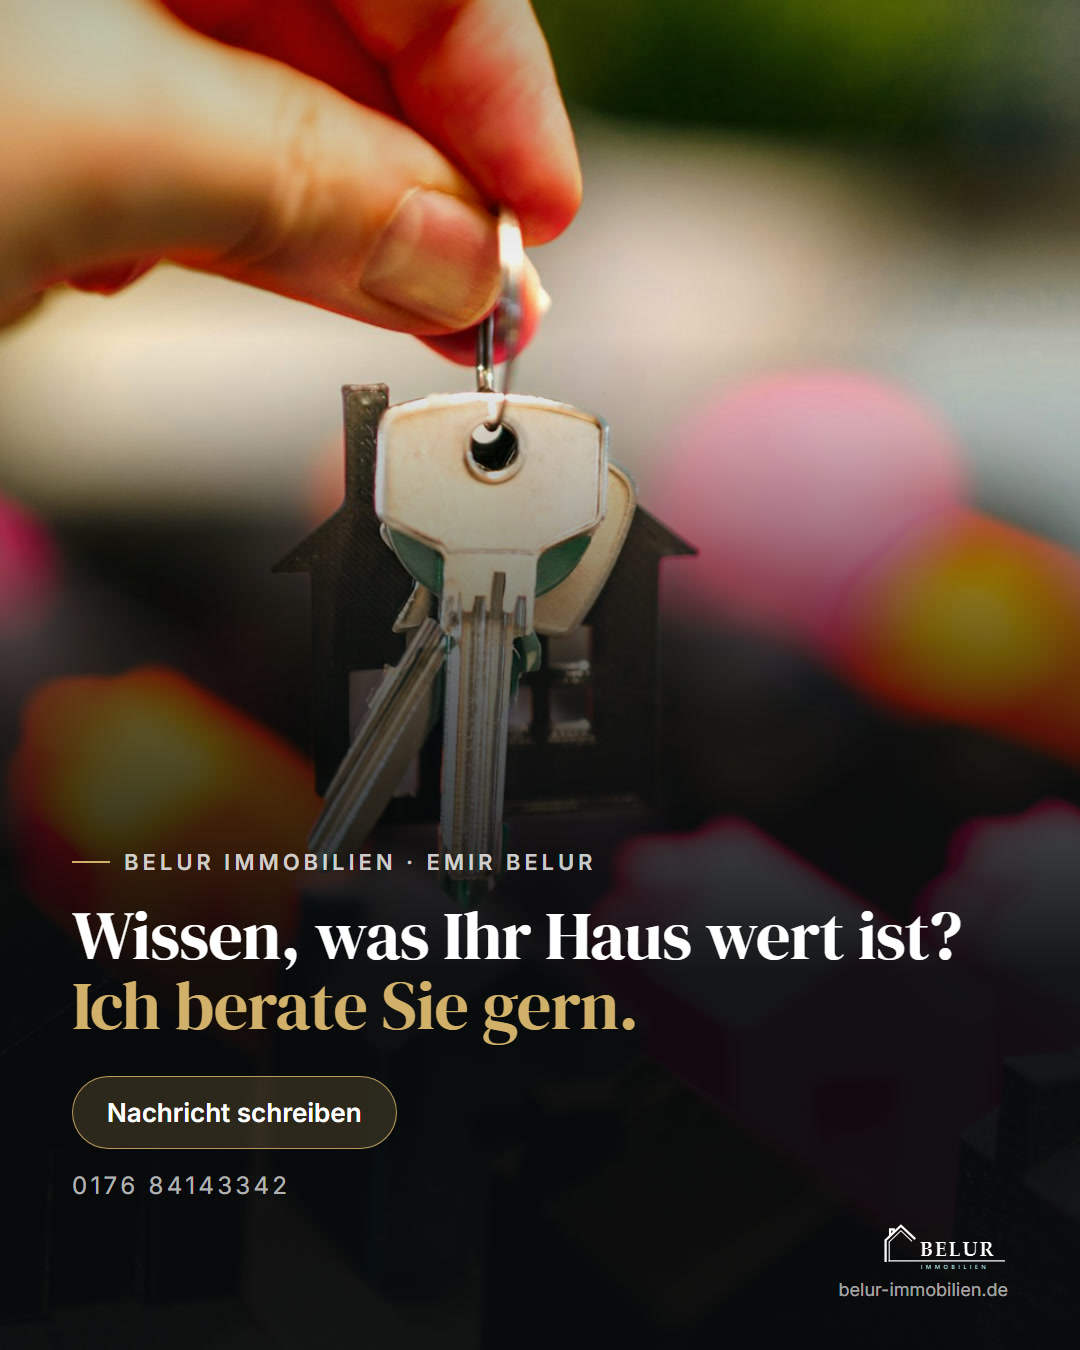 BELUR IMMOBILIEN · EMIR BELUR
Wissen, was Ihr Haus wert ist?
Ich berate Sie gern.
Nachricht schreiben
0176 84143342
BELUR
IMMOBILIEN
belur-immobilien.de